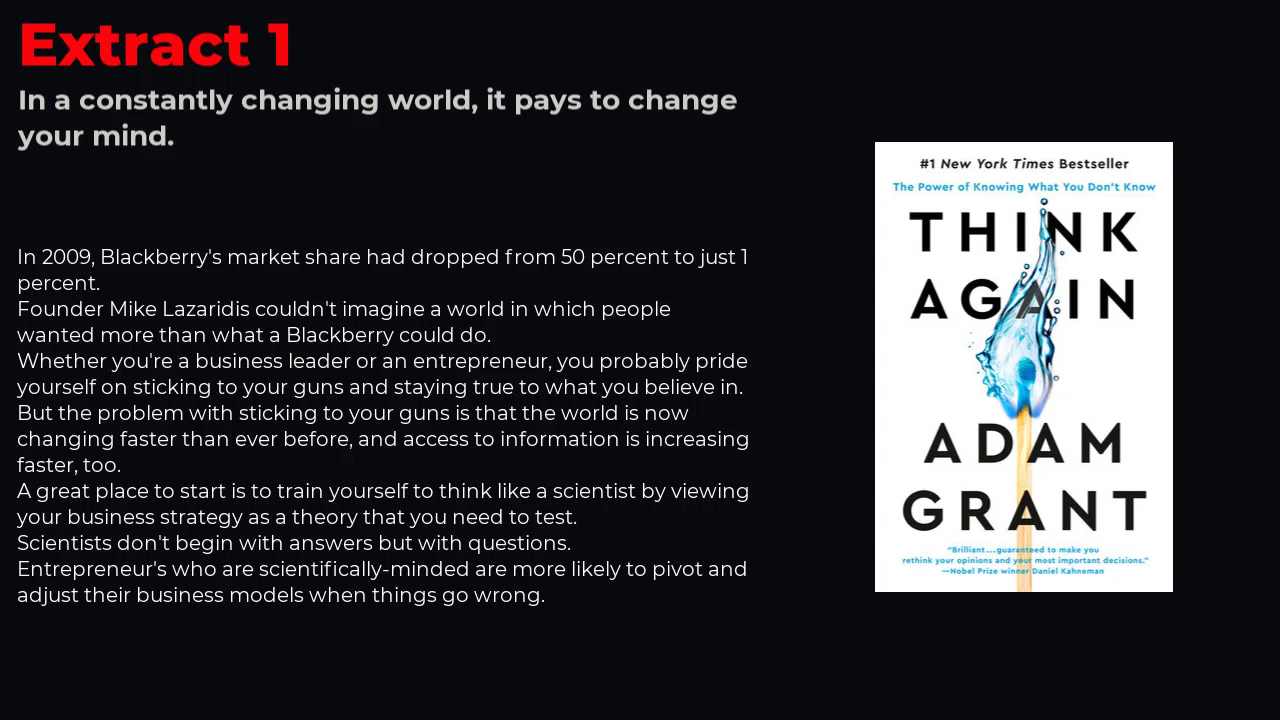 Extract 1
In a constantly changing world, it pays to change
your mind.
In 2009, Blackberry's market share had dropped from 50 percent to just 1
percent.
Founder Mike Lazaridis couldn't imagine a world in which people
wanted more than what a Blackberry could do.
Whether you're a business leader or an entrepreneur, you probably pride
yourself on sticking to your guns and staying true to what you believe in.
But the problem with sticking to your guns is that the world is now
changing faster than ever before, and access to information is increasing
faster, too.
A great place to start is to train yourself to think like a scientist by viewing
your business strategy as a theory that you need to test.
Scientists don't begin with answers but with questions.
Entrepreneur's who are scientifically-minded are more likely to pivot and
adjust their business models when things go wrong.
#1 New York Times Bestseller
The Power of Knowing What You Don't Know
THINK
AGAIN
ADAM
GRANT
"Brilliant...guaranteed to make you
rethink your opinions and your most important decisions."
—Nobel Prize winner Daniel Kahneman